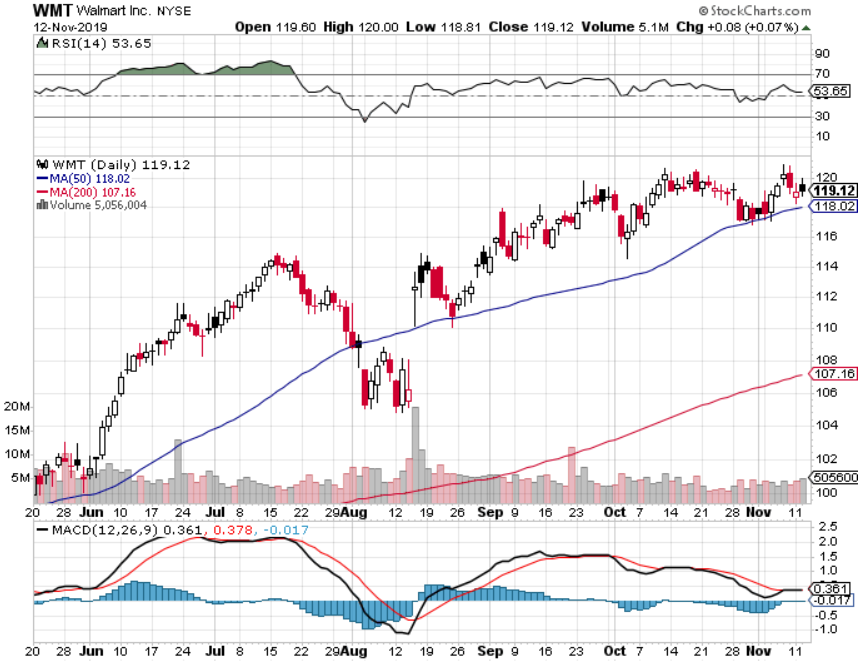 WMT Walmart Inc. NYSE © StockCharts.com
12-Nov-2019 Open 119.60 High 120.00 Low 118.81 Close 119.12 Volume 5.1M Chg +0.08 (+0.07%)
RSI(14) 53.65
90
70
53.65
30
10
WMT (Daily) 119.12
MA(50) 118.02
MA(200) 107.16
Volume 5,056,004
120
119.12
118.02
116
114
112
110
108
107.16
106
104
102
100
20M
15M
10M
5M
505600
20 28 Jun 10 17 24 Jul 8 15 22 29 Aug 12 19 26 Sep 9 16 23 Oct 7 14 21 28 Nov 11
MACD(12,26,9) 0.361, 0.378, -0.017
2.5
2.0
1.5
1.0
0.361
-0.017
-0.5
-1.0
20 28 Jun 10 17 24 Jul 8 15 22 29 Aug 12 19 26 Sep 9 16 23 Oct 7 14 21 28 Nov 11